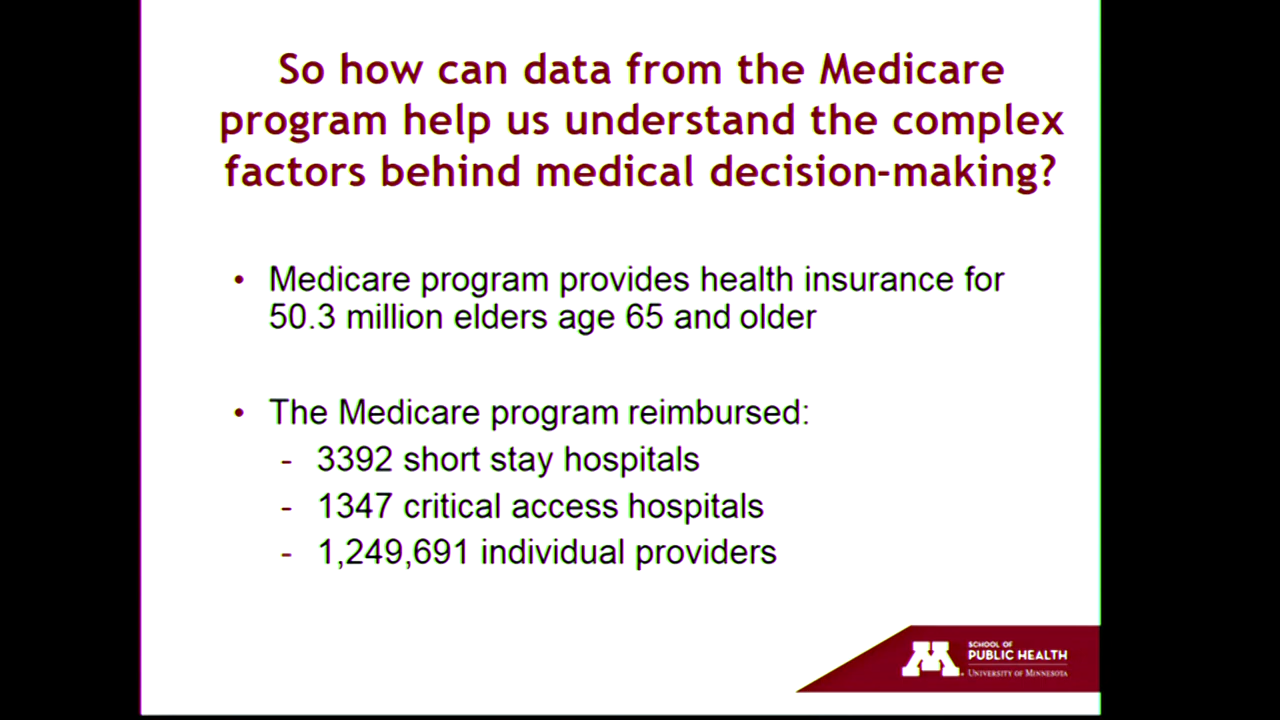 So how can data from the Medicare
program help us understand the complex
factors behind medical decision-making?
• Medicare program provides health insurance for
50.3 million elders age 65 and older
• The Medicare program reimbursed:
- 3392 short stay hospitals
- 1347 critical access hospitals
- 1,249,691 individual providers
SCHOOL OF
PUBLIC HEALTH
UNIVERSITY OF MINNESOTA